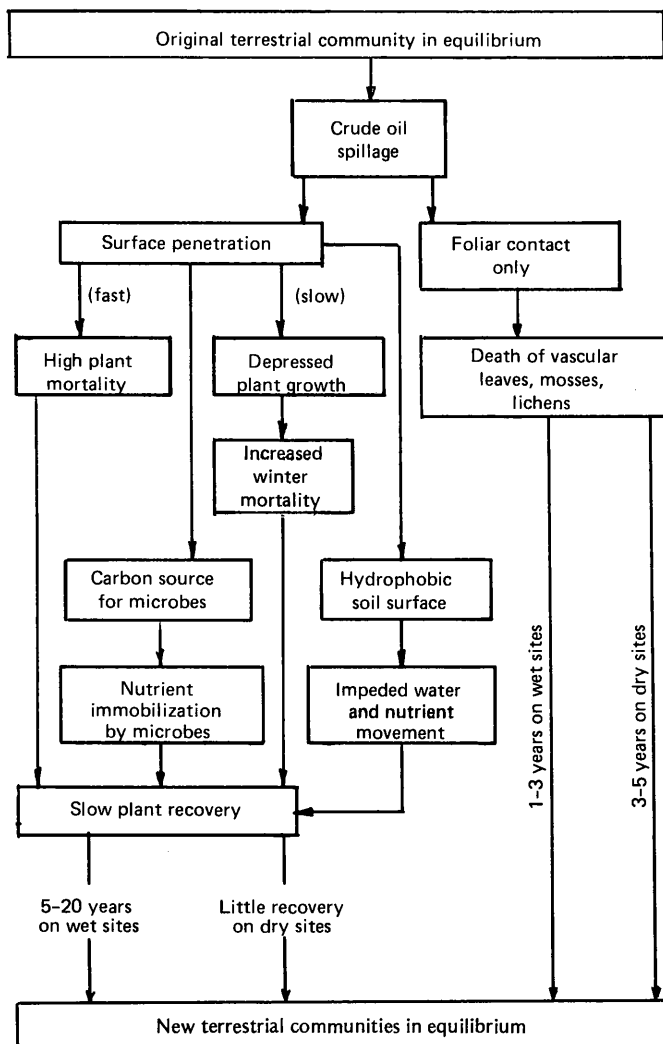 Original terrestrial community in equilibrium
Crude oil
spillage
Surface penetration
Foliar contact
only
(fast)
(slow)
High plant
mortality
Depressed
plant growth
Death of vascular
leaves, mosses,
lichens
Increased
winter
mortality
Carbon source
for microbes
Hydrophobic
soil surface
Nutrient
immobilization
by microbes
Impeded water
and nutrient
movement
1–3 years on wet sites
3–5 years on dry sites
Slow plant recovery
5–20 years
on wet sites
Little recovery
on dry sites
New terrestrial communities in equilibrium